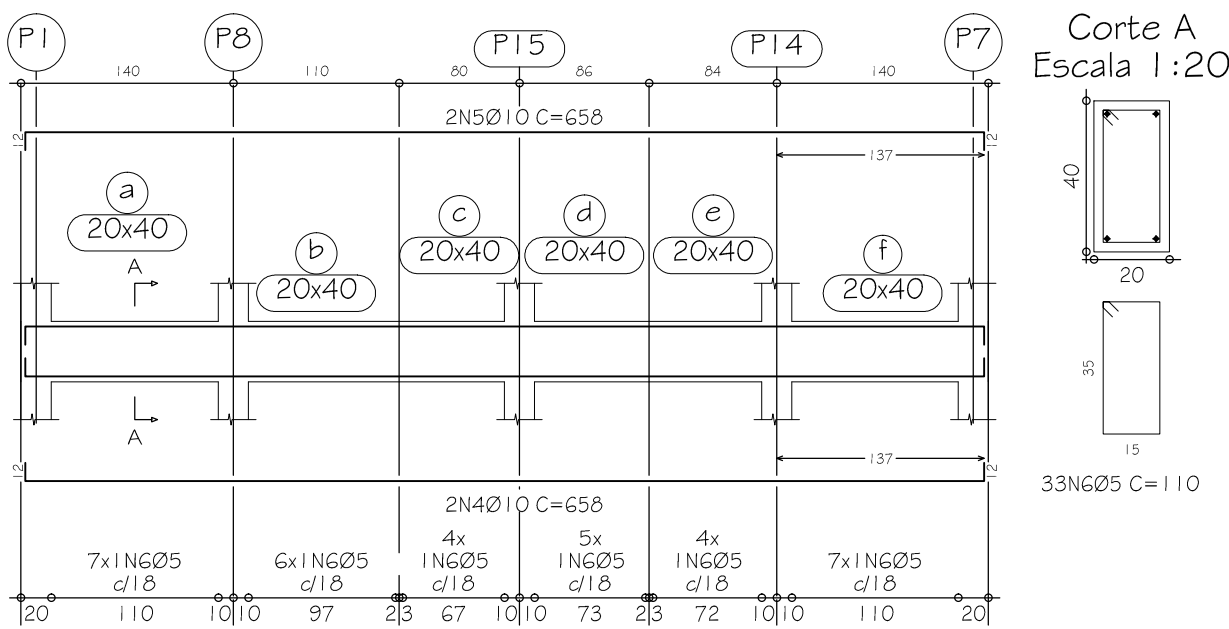 P1 P8 P15 P14 P7
Corte A
Escala 1:20
140 110 80 86 84 140
2N5Ø10 C=658
12 12
137
a
20x40
b
20x40
c
20x40
d
20x40
e
20x40
f
20x40
A
A
40
20
35
15
33N6Ø5 C=110
137
12 12
2N4Ø10 C=658
7x1N6Ø5
c/18
6x1N6Ø5
c/18
4x
1N6Ø5
c/18
5x
1N6Ø5
c/18
4x
1N6Ø5
c/18
7x1N6Ø5
c/18
20 110 10 10 97 2 3 67 10 10 73 2 3 72 10 10 110 20